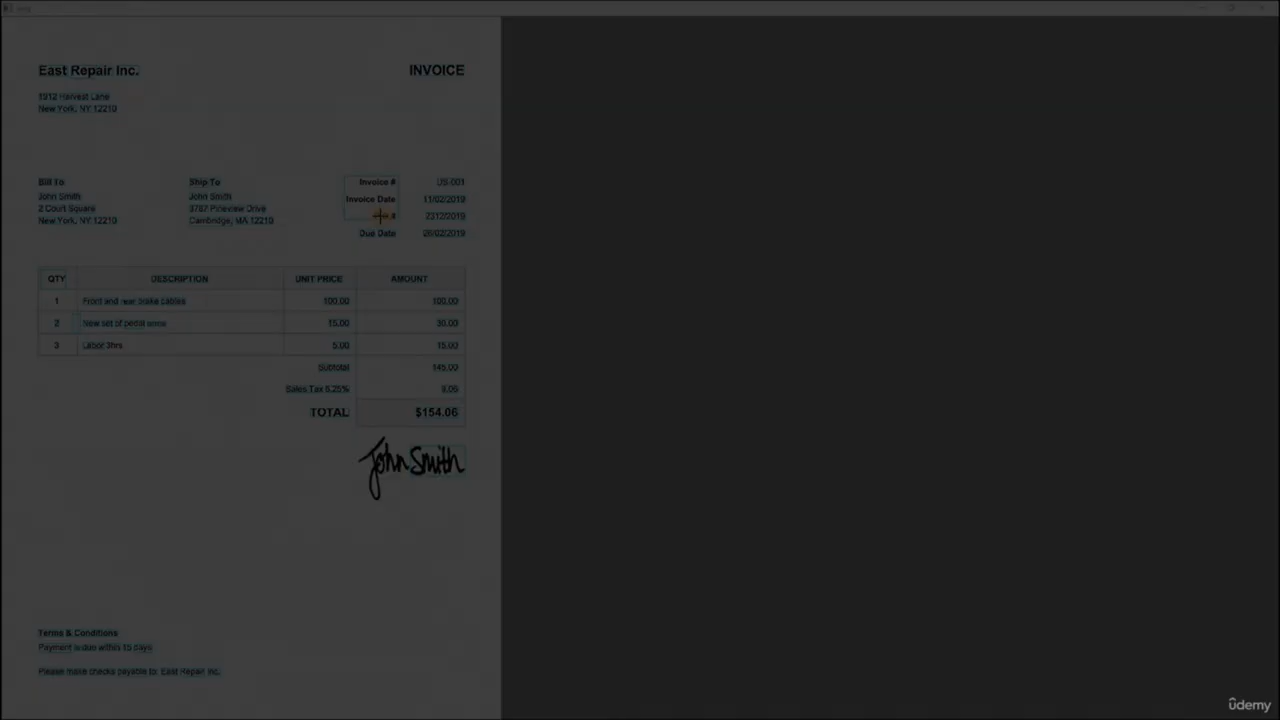 East Repair Inc.
INVOICE
1912 Harvest Lane
New York, NY 12210
Bill To
John Smith
2 Court Square
New York, NY 12210
Ship To
John Smith
3787 Pineview Drive
Cambridge, MA 12210
Invoice # US-001
Invoice Date 11/02/2019
# 2312/2019
Due Date 26/02/2019
QTY DESCRIPTION UNIT PRICE AMOUNT
1 Front and rear brake cables 100.00 100.00
2 New set of pedal arms 15.00 30.00
3 Labor 3hrs 5.00 15.00
Subtotal 145.00
Sales Tax 6.25% 9.06
TOTAL $154.06
John Smith
Terms & Conditions
Payment is due within 15 days
Please make checks payable to: East Repair Inc.
udemy